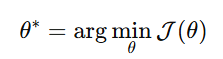 θ* = arg min_θ 𝒥(θ)